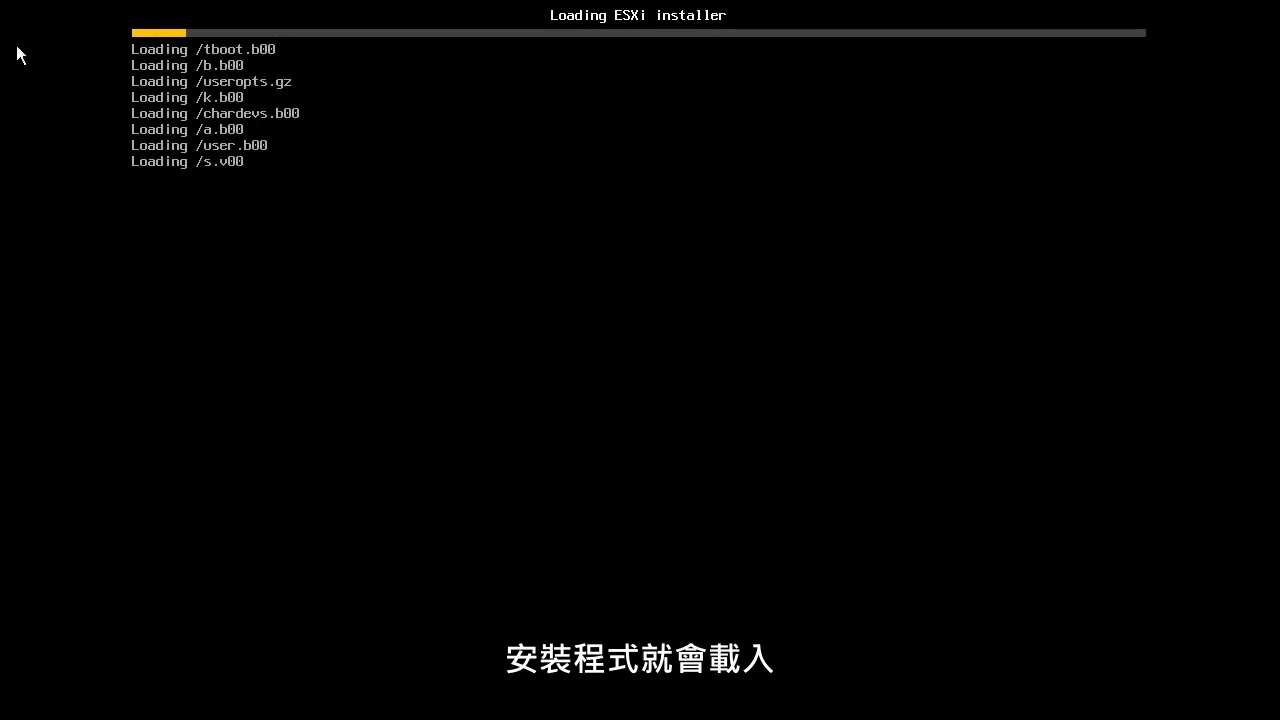 Loading ESXi installer
Loading /tboot.b00
Loading /b.b00
Loading /useropts.gz
Loading /k.b00
Loading /chardevs.b00
Loading /a.b00
Loading /user.b00
Loading /s.v00
安裝程式就會載入